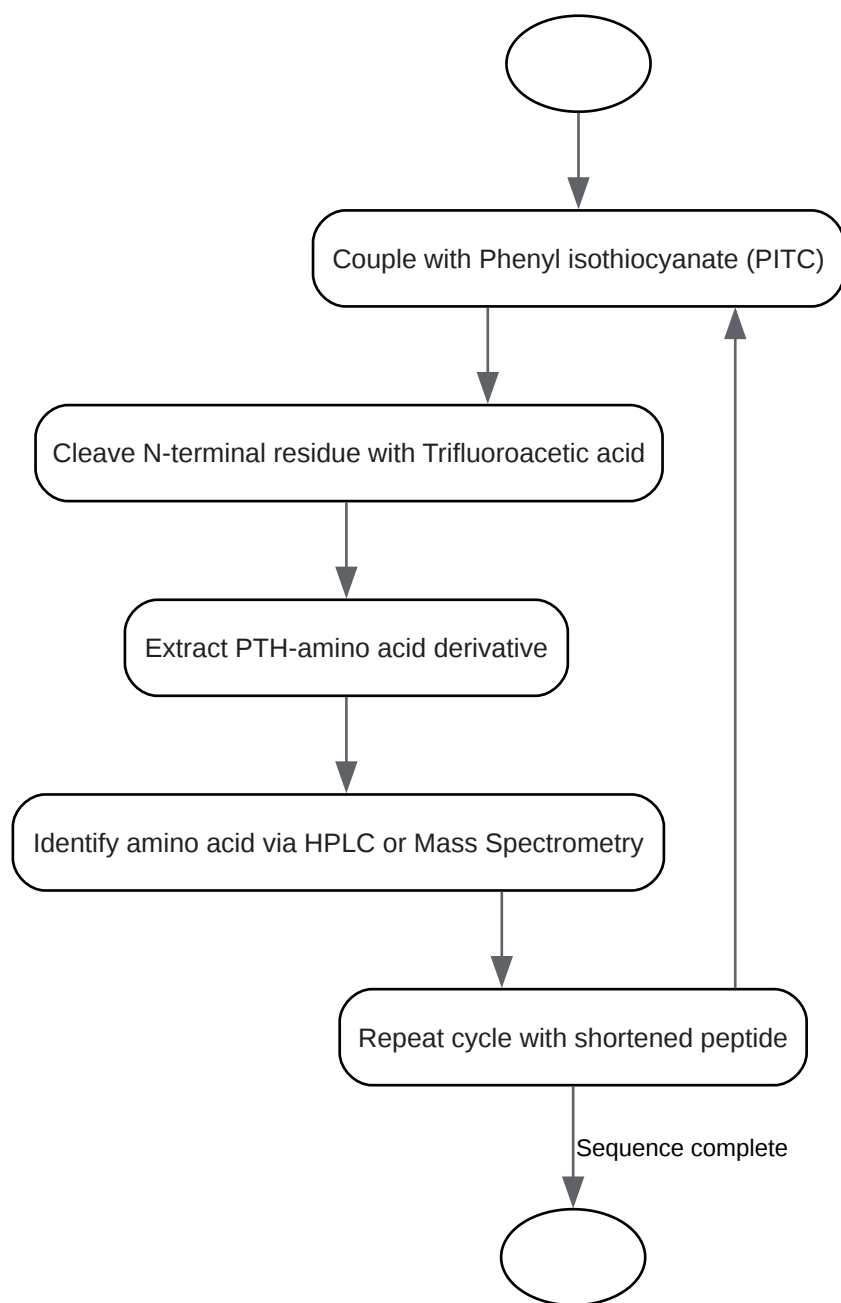 Couple with Phenyl isothiocyanate (PITC)
Cleave N-terminal residue with Trifluoroacetic acid
Extract PTH-amino acid derivative
Identify amino acid via HPLC or Mass Spectrometry
Repeat cycle with shortened peptide
Sequence complete